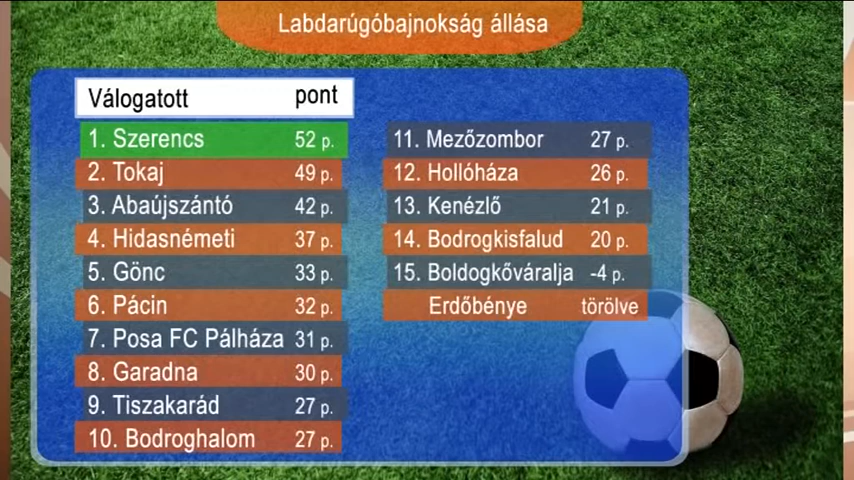 Labdarúgóbajnokság állása
Válogatott pont
1. Szerencs 52 p.
2. Tokaj 49 p.
3. Abaújszántó 42 p.
4. Hidasnémeti 37 p.
5. Gönc 33 p.
6. Pácin 32 p.
7. Posa FC Pálháza 31 p.
8. Garadna 30 p.
9. Tiszakarád 27 p.
10. Bodroghalom 27 p.
11. Mezőzombor 27 p.
12. Hollóháza 26 p.
13. Kenézlő 21 p.
14. Bodrogkisfalud 20 p.
15. Boldogkőváralja -4 p.
Erdőbénye törölve